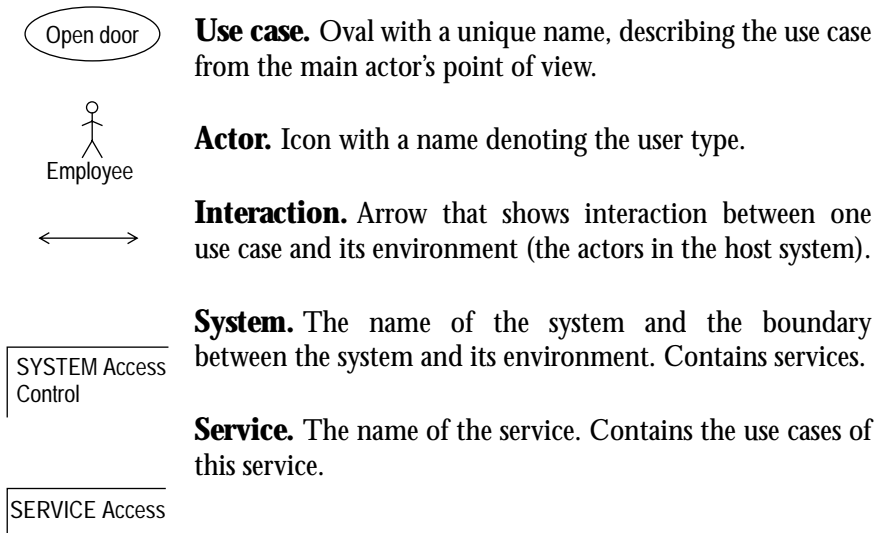 Open door
Use case. Oval with a unique name, describing the use case
from the main actor’s point of view.
Employee
Actor. Icon with a name denoting the user type.
Interaction. Arrow that shows interaction between one
use case and its environment (the actors in the host system).
SYSTEM Access
Control
System. The name of the system and the boundary
between the system and its environment. Contains services.
SERVICE Access
Service. The name of the service. Contains the use cases of
this service.